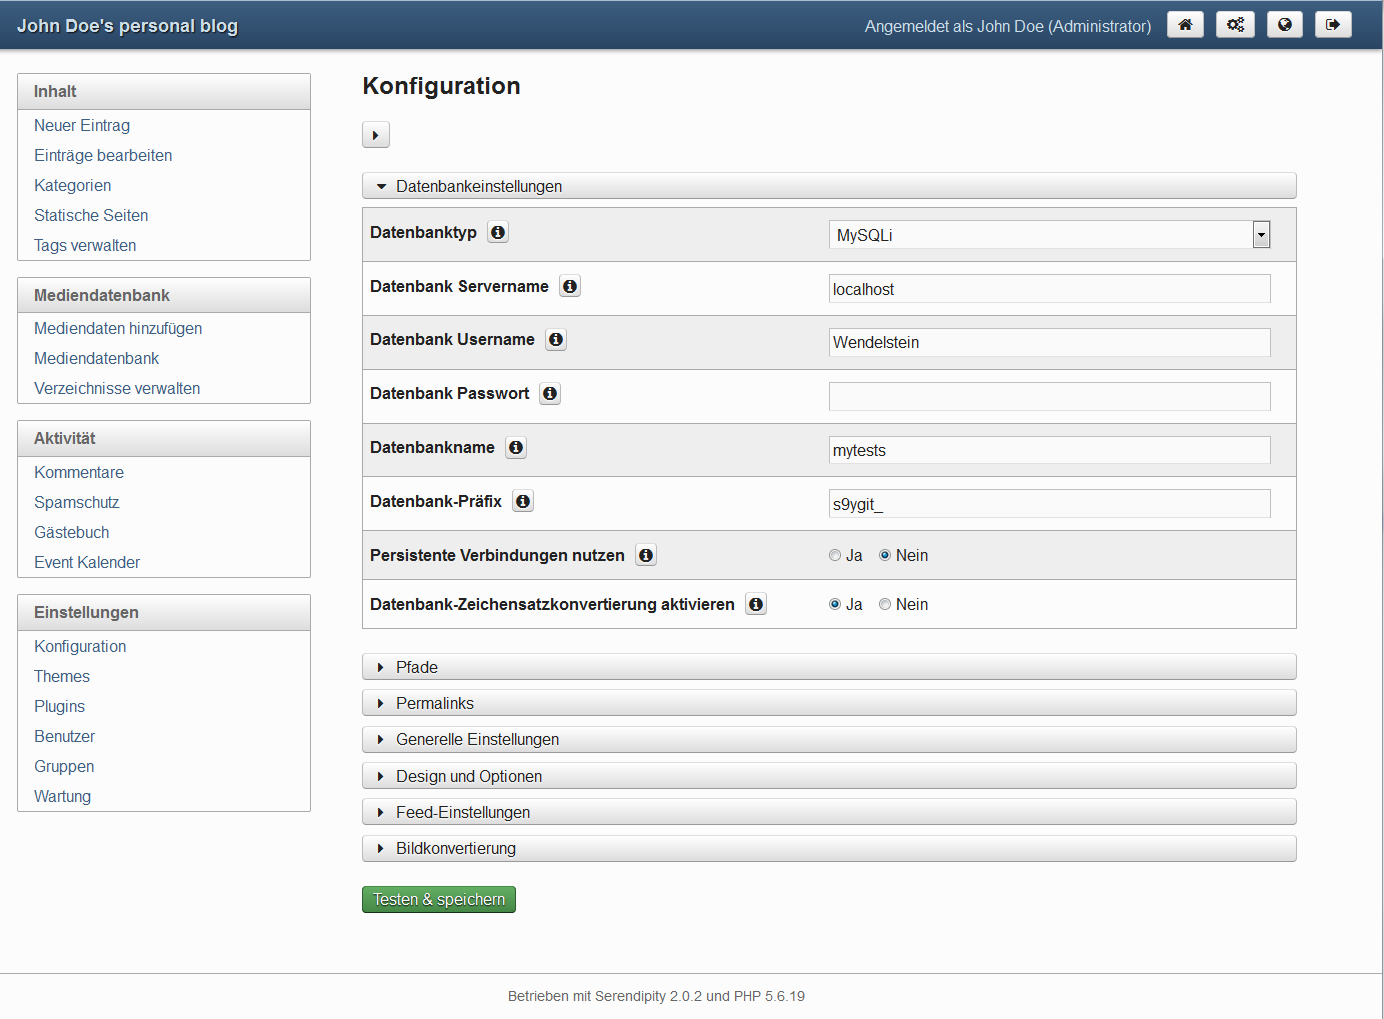 John Doe's personal blog
Angemeldet als John Doe (Administrator)
Inhalt
Neuer Eintrag
Einträge bearbeiten
Kategorien
Statische Seiten
Tags verwalten
Mediendatenbank
Mediendaten hinzufügen
Mediendatenbank
Verzeichnisse verwalten
Aktivität
Kommentare
Spamschutz
Gästebuch
Event Kalender
Einstellungen
Konfiguration
Themes
Plugins
Benutzer
Gruppen
Wartung
Konfiguration
Datenbankeinstellungen
Datenbanktyp MySQLi
Datenbank Servername localhost
Datenbank Username Wendelstein
Datenbank Passwort
Datenbankname mytests
Datenbank-Präfix s9ygit_
Persistente Verbindungen nutzen Ja Nein
Datenbank-Zeichensatzkonvertierung aktivieren Ja Nein
Pfade
Permalinks
Generelle Einstellungen
Design und Optionen
Feed-Einstellungen
Bildkonvertierung
Testen & speichern
Betrieben mit Serendipity 2.0.2 und PHP 5.6.19